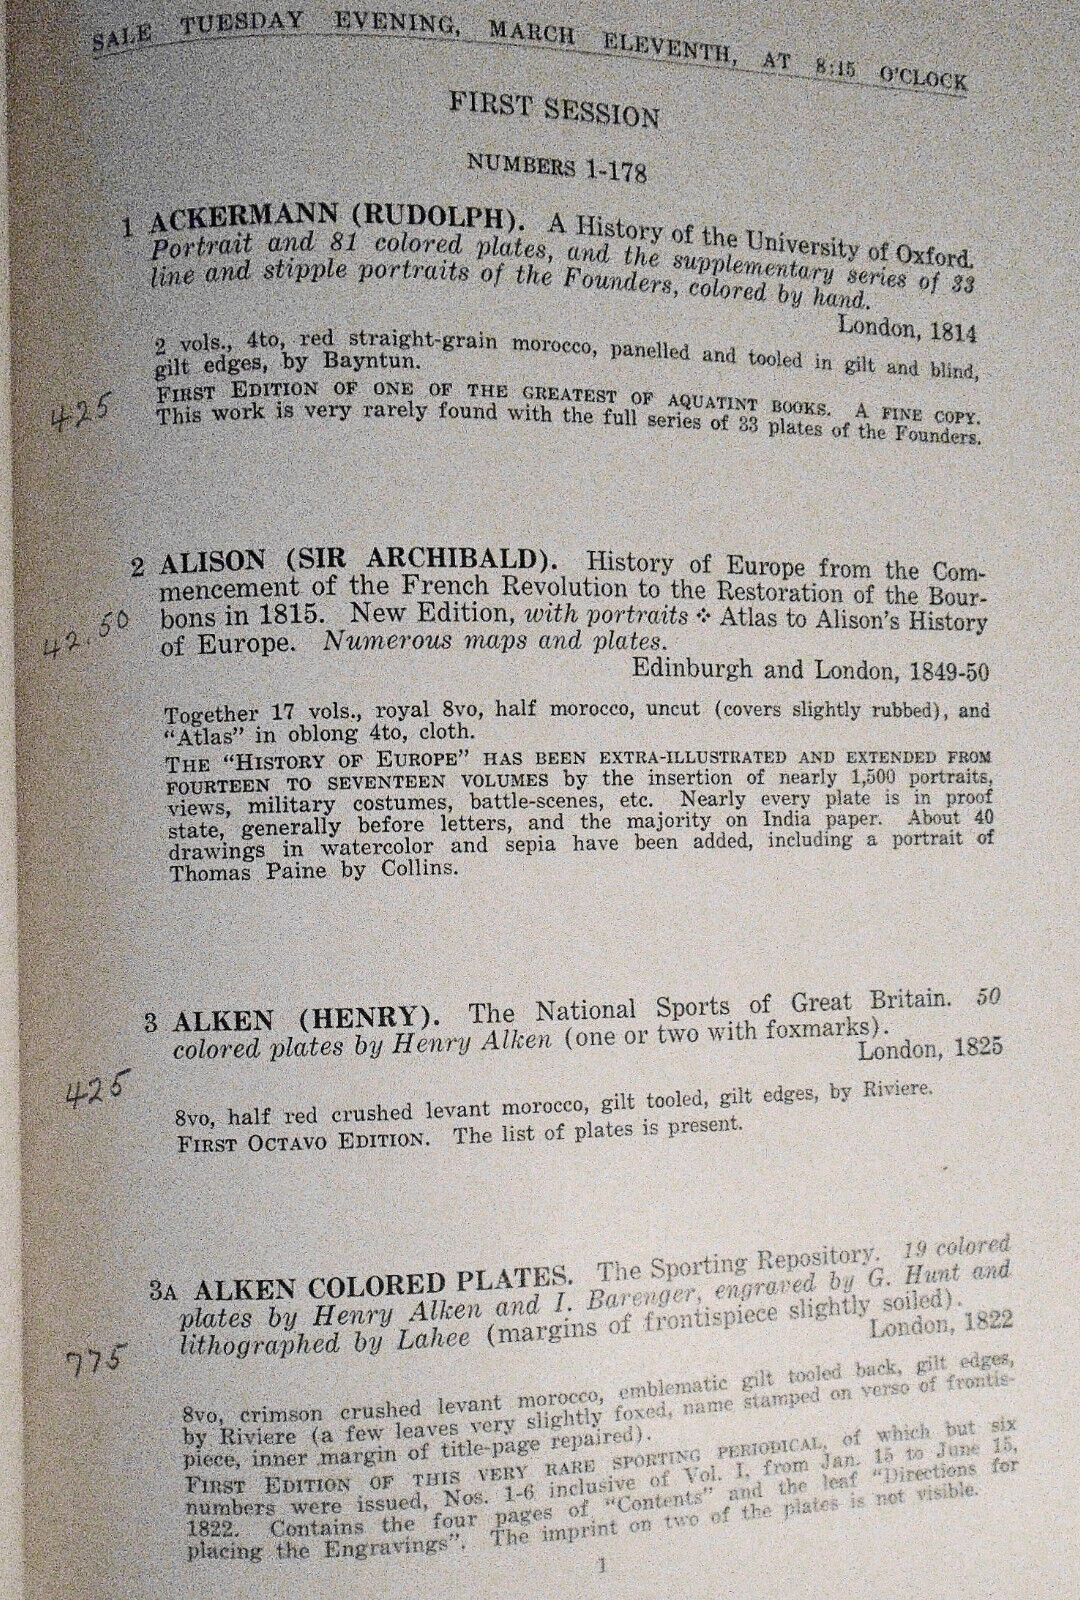 SALE TUESDAY EVENING, MARCH ELEVENTH, AT 8:15 O'CLOCK
FIRST SESSION
NUMBERS 1-178
1 ACKERMANN (RUDOLPH). A History of the University of Oxford.
Portrait and 81 colored plates, and the supplementary series of 33
line and stipple portraits of the Founders, colored by hand.
London, 1814
2 vols., 4to, red straight-grain morocco, panelled and tooled in gilt and blind,
gilt edges, by Bayntun.
425
FIRST EDITION OF ONE OF THE GREATEST OF AQUATINT BOOKS. A FINE COPY.
This work is very rarely found with the full series of 33 plates of the Founders.
2 ALISON (SIR ARCHIBALD). History of Europe from the Com-
mencement of the French Revolution to the Restoration of the Bour-
bons in 1815. New Edition, with portraits ⁘ Atlas to Alison's History
42.50
of Europe. Numerous maps and plates.
Edinburgh and London, 1849-50
Together 17 vols., royal 8vo, half morocco, uncut (covers slightly rubbed), and
"Atlas" in oblong 4to, cloth.
THE "HISTORY OF EUROPE" HAS BEEN EXTRA-ILLUSTRATED AND EXTENDED FROM
FOURTEEN TO SEVENTEEN VOLUMES by the insertion of nearly 1,500 portraits,
views, military costumes, battle-scenes, etc. Nearly every plate is in proof
state, generally before letters, and the majority on India paper. About 40
drawings in watercolor and sepia have been added, including a portrait of
Thomas Paine by Collins.
3 ALKEN (HENRY). The National Sports of Great Britain. 50
colored plates by Henry Alken (one or two with foxmarks).
London, 1825
425
8vo, half red crushed levant morocco, gilt tooled, gilt edges, by Riviere.
FIRST OCTAVO EDITION. The list of plates is present.
3A ALKEN COLORED PLATES. The Sporting Repository. 19 colored
plates by Henry Alken and I. Barenger, engraved by G. Hunt and
lithographed by Lahee (margins of frontispiece slightly soiled).
London, 1822
775
8vo, crimson crushed levant morocco, emblematic gilt tooled back, gilt edges,
by Riviere (a few leaves very slightly foxed, name stamped on verso of frontis-
piece, inner margin of title-page repaired).
FIRST EDITION OF THIS VERY RARE SPORTING PERIODICAL, of which but six
numbers were issued, Nos. 1-6 inclusive of Vol. I, from Jan. 15 to June 15,
1822. Contains the four pages of "Contents" and the leaf "Directions for
placing the Engravings". The imprint on two of the plates is not visible.
1